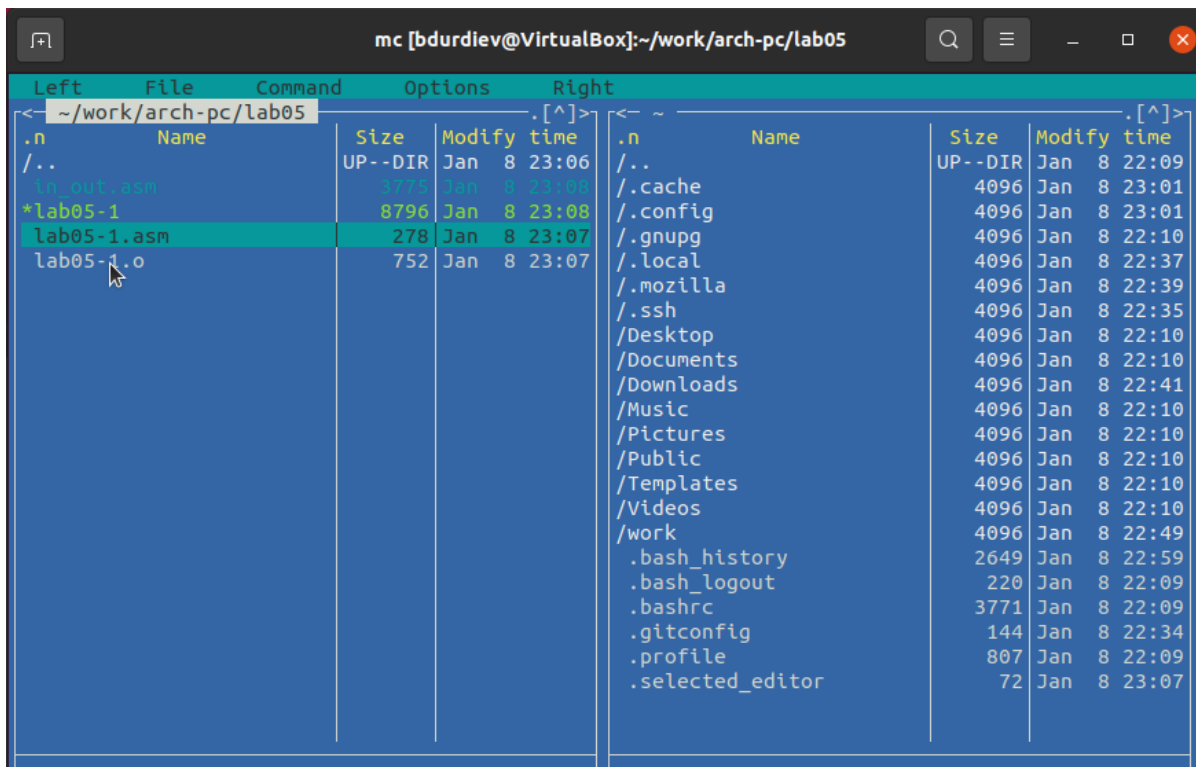 mc [bdurdiev@VirtualBox]:~/work/arch-pc/lab05
Left File Command Options Right
<─ ~/work/arch-pc/lab05 .[^]>
.n Name Size Modify time
/.. UP--DIR Jan 8 23:06
in_out.asm 3775 Jan 8 23:08
*lab05-1 8796 Jan 8 23:08
lab05-1.asm 278 Jan 8 23:07
lab05-1.o 752 Jan 8 23:07
<─ ~ .[^]>
.n Name Size Modify time
/.. UP--DIR Jan 8 22:09
/.cache 4096 Jan 8 23:01
/.config 4096 Jan 8 23:01
/.gnupg 4096 Jan 8 22:10
/.local 4096 Jan 8 22:37
/.mozilla 4096 Jan 8 22:39
/.ssh 4096 Jan 8 22:35
/Desktop 4096 Jan 8 22:10
/Documents 4096 Jan 8 22:10
/Downloads 4096 Jan 8 22:41
/Music 4096 Jan 8 22:10
/Pictures 4096 Jan 8 22:10
/Public 4096 Jan 8 22:10
/Templates 4096 Jan 8 22:10
/Videos 4096 Jan 8 22:10
/work 4096 Jan 8 22:49
.bash_history 2649 Jan 8 22:59
.bash_logout 220 Jan 8 22:09
.bashrc 3771 Jan 8 22:09
.gitconfig 144 Jan 8 22:34
.profile 807 Jan 8 22:09
.selected_editor 72 Jan 8 23:07